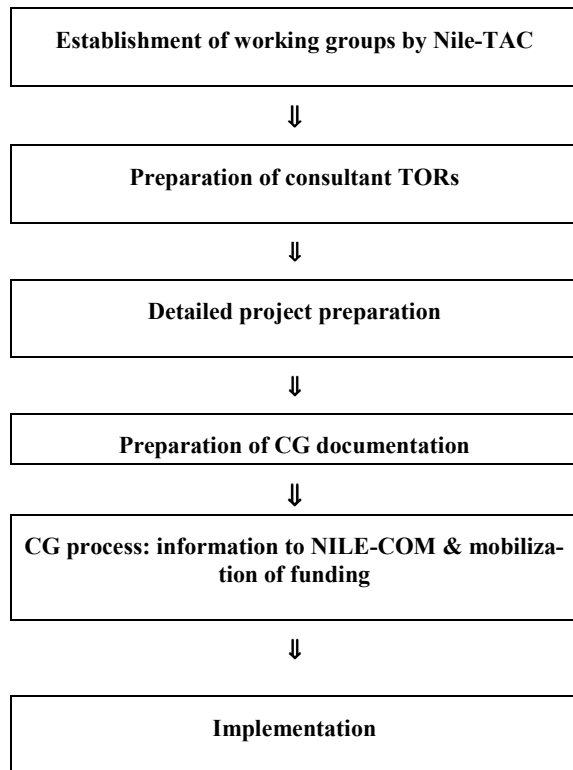 Establishment of working groups by Nile-TAC
⇓
Preparation of consultant TORs
⇓
Detailed project preparation
⇓
Preparation of CG documentation
⇓
CG process: information to NILE-COM & mobiliza-
tion of funding
⇓
Implementation